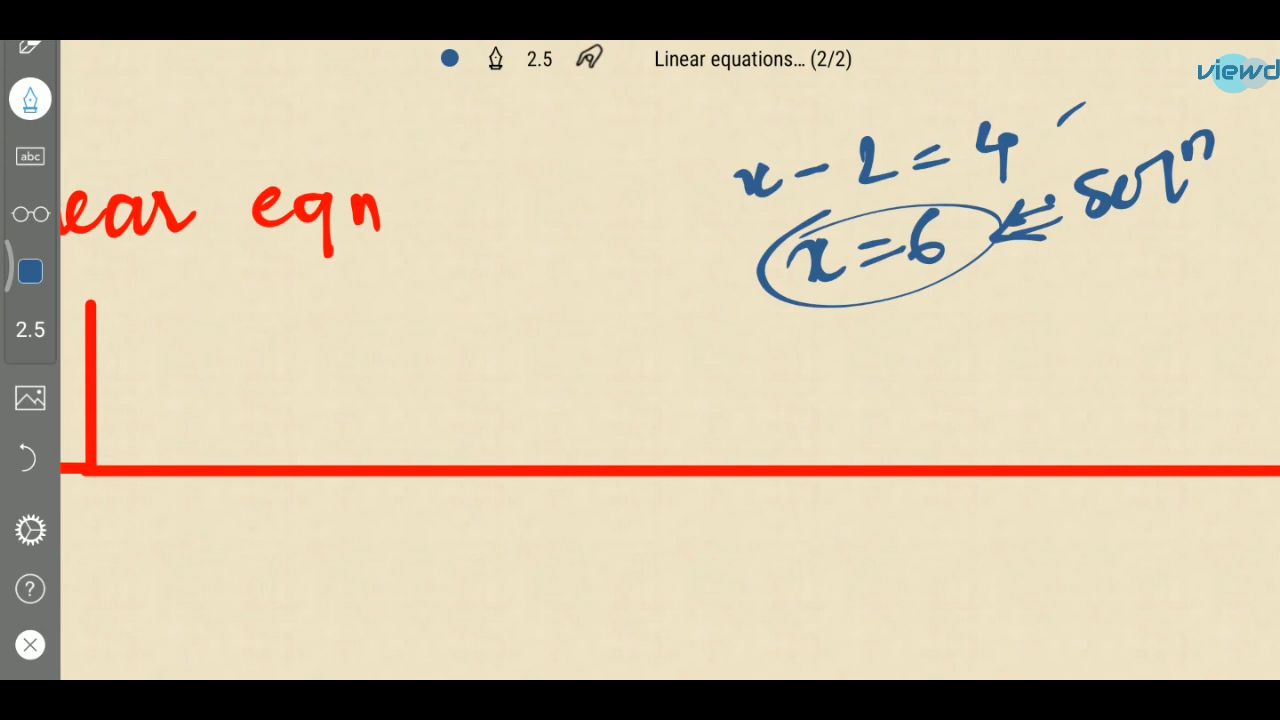 2.5 Linear equations... (2/2)
viewd
abc
x - 2 = 4
x = 6 sol^n
ear eqn
2.5
?